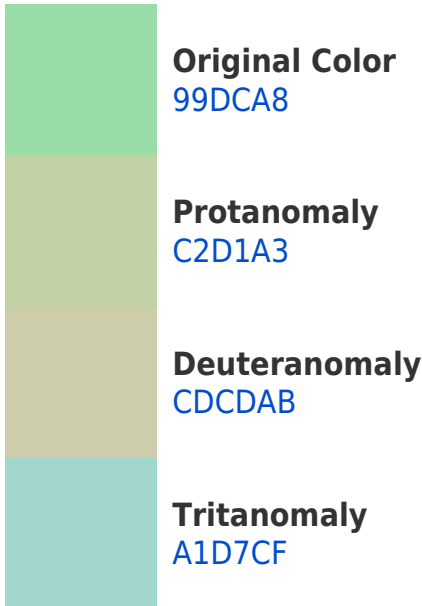 Original Color
99DCA8
Protanomaly
C2D1A3
Deuteranomaly
CDCDAB
Tritanomaly
A1D7CF